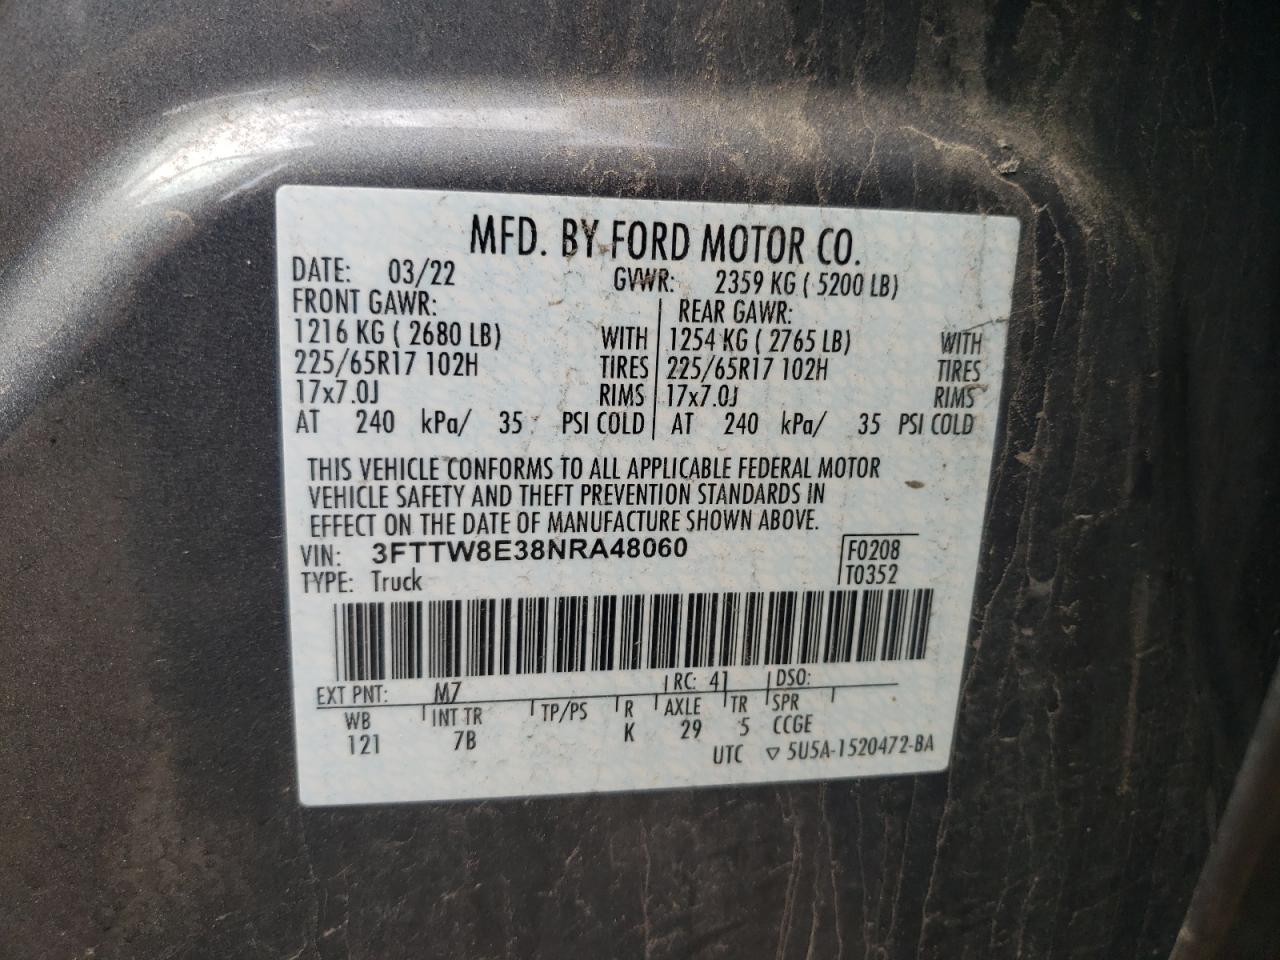 MFD. BY FORD MOTOR CO.
DATE: 03/22 GVWR: 2359 KG ( 5200 LB)
FRONT GAWR: REAR GAWR:
1216 KG ( 2680 LB) WITH 1254 KG ( 2765 LB) WITH
225/65R17 102H TIRES 225/65R17 102H TIRES
17x7.0J RIMS 17x7.0J RIMS
AT 240 kPa/ 35 PSI COLD AT 240 kPa/ 35 PSI COLD
THIS VEHICLE CONFORMS TO ALL APPLICABLE FEDERAL MOTOR
VEHICLE SAFETY AND THEFT PREVENTION STANDARDS IN
EFFECT ON THE DATE OF MANUFACTURE SHOWN ABOVE.
VIN: 3FTTW8E38NRA48060 F0208
TYPE: Truck T0352
EXT PNT: M7 RC: 41 DSO:
WB INT TR TP/PS R AXLE TR SPR
121 7B K 29 5 CCGE
UTC ▽ 5U5A-1520472-BA